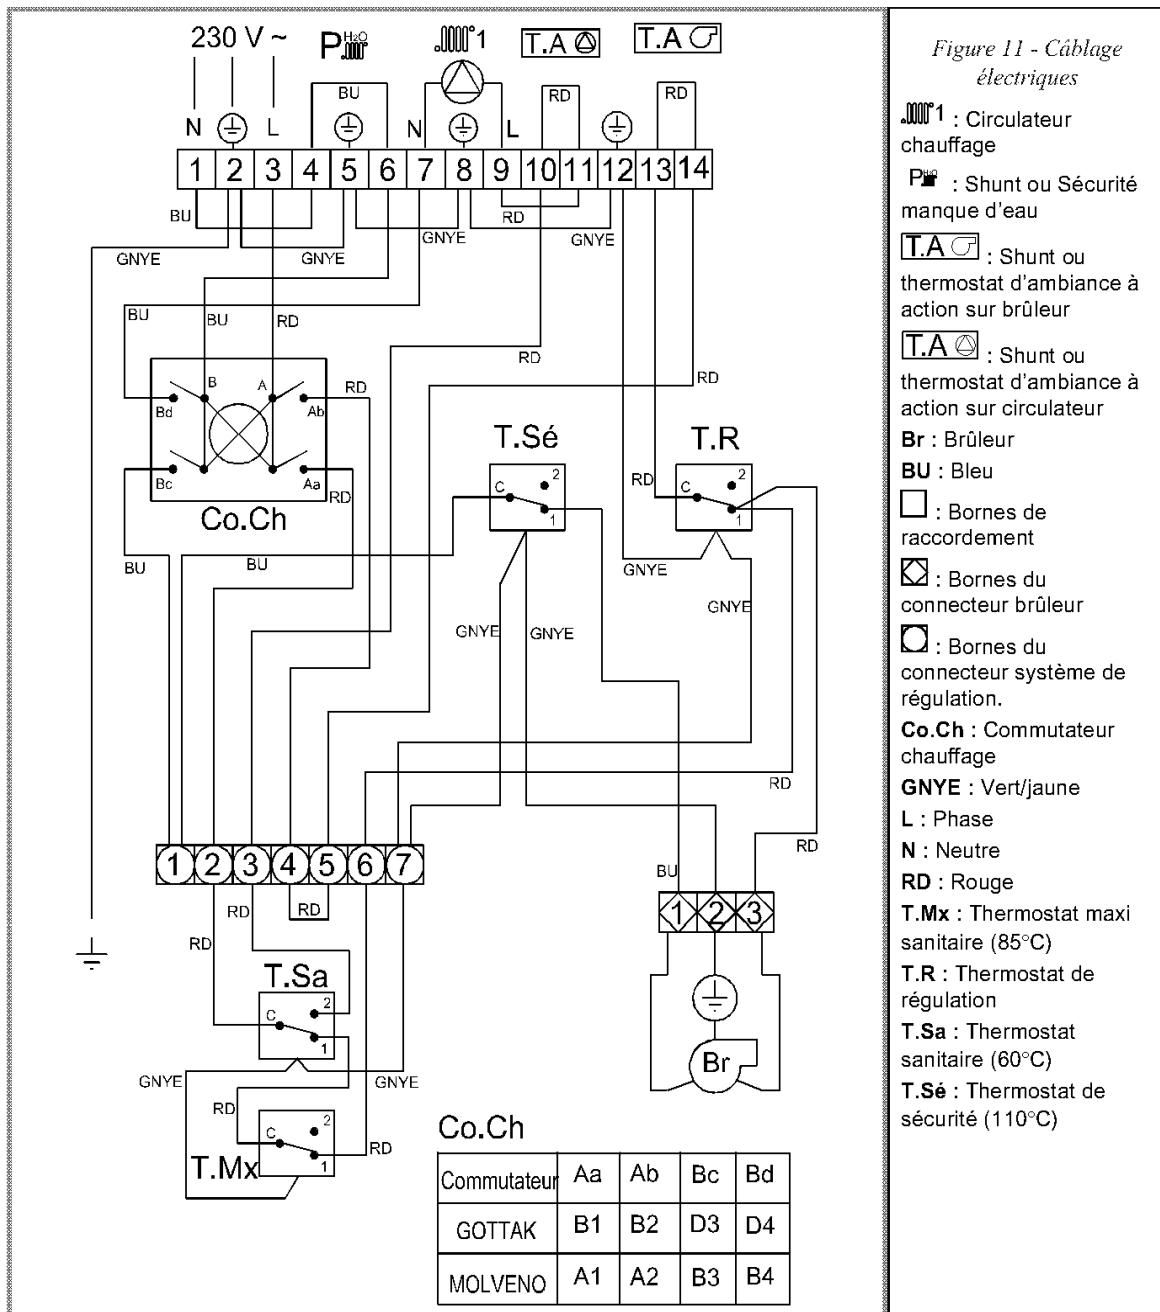 230 V ~ P H2O 1 T.A T.A
BU RD RD
N L N L
1 2 3 4 5 6 7 8 9 10 11 12 13 14
BU RD
GNYE GNYE GNYE GNYE
BU BU RD RD
RD RD
B A
Bd Ab
Bc Aa
RD
Co.Ch
T.Sé T.R
C 2 1
RD C 2 1
BU BU GNYE
GNYE
GNYE GNYE
RD
RD
BU
1 2 3 4 5 6 7
RD RD
RD
1 2 3
T.Sa
C 2 1
Br
GNYE GNYE
RD
C 2 1
RD
T.Mx
Co.Ch
Commutateur Aa Ab Bc Bd
GOTTAK B1 B2 D3 D4
MOLVENO A1 A2 B3 B4
Figure 11 - Câblage
électriques
1 : Circulateur
chauffage
P H2O : Shunt ou Sécurité
manque d'eau
T.A : Shunt ou
thermostat d'ambiance à
action sur brûleur
T.A : Shunt ou
thermostat d'ambiance à
action sur circulateur
Br : Brûleur
BU : Bleu
: Bornes de
raccordement
: Bornes du
connecteur brûleur
: Bornes du
connecteur système de
régulation.
Co.Ch : Commutateur
chauffage
GNYE : Vert/jaune
L : Phase
N : Neutre
RD : Rouge
T.Mx : Thermostat maxi
sanitaire (85°C)
T.R : Thermostat de
régulation
T.Sa : Thermostat
sanitaire (60°C)
T.Sé : Thermostat de
sécurité (110°C)